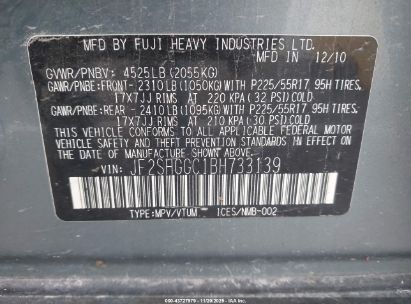 MFD BY FUJI HEAVY INDUSTRIES LTD.
12/10
GVWR/PNBV: 4525LB (2055KG)
GAWR/PNBE:FRONT- 2310LB(1050KG)WITH P225/55R17 95H TIRES.
17X7JJ RIMS AT 220 KPA (32 PSI)COLD
GAWR/PNBE:REAR - 2410LB(1095KG)WITH P225/55R17 95H TIRES.
17X7JJ RIMS AT 210 KPA (30 PSI)COLD.
THIS VEHICLE CONFORMS TO ALL APPLICABLE FEDERAL MOTOR
VEHICLE SAFETY AND THEFT PREVENTION STANDARDS IN EFFECT
ON THE DATE OF MANUFACTURE SHOWN ABOVE.
VIN: JF2SHGGC1BH733139
TYPE:MPV/VTUM ICES/NMB-002